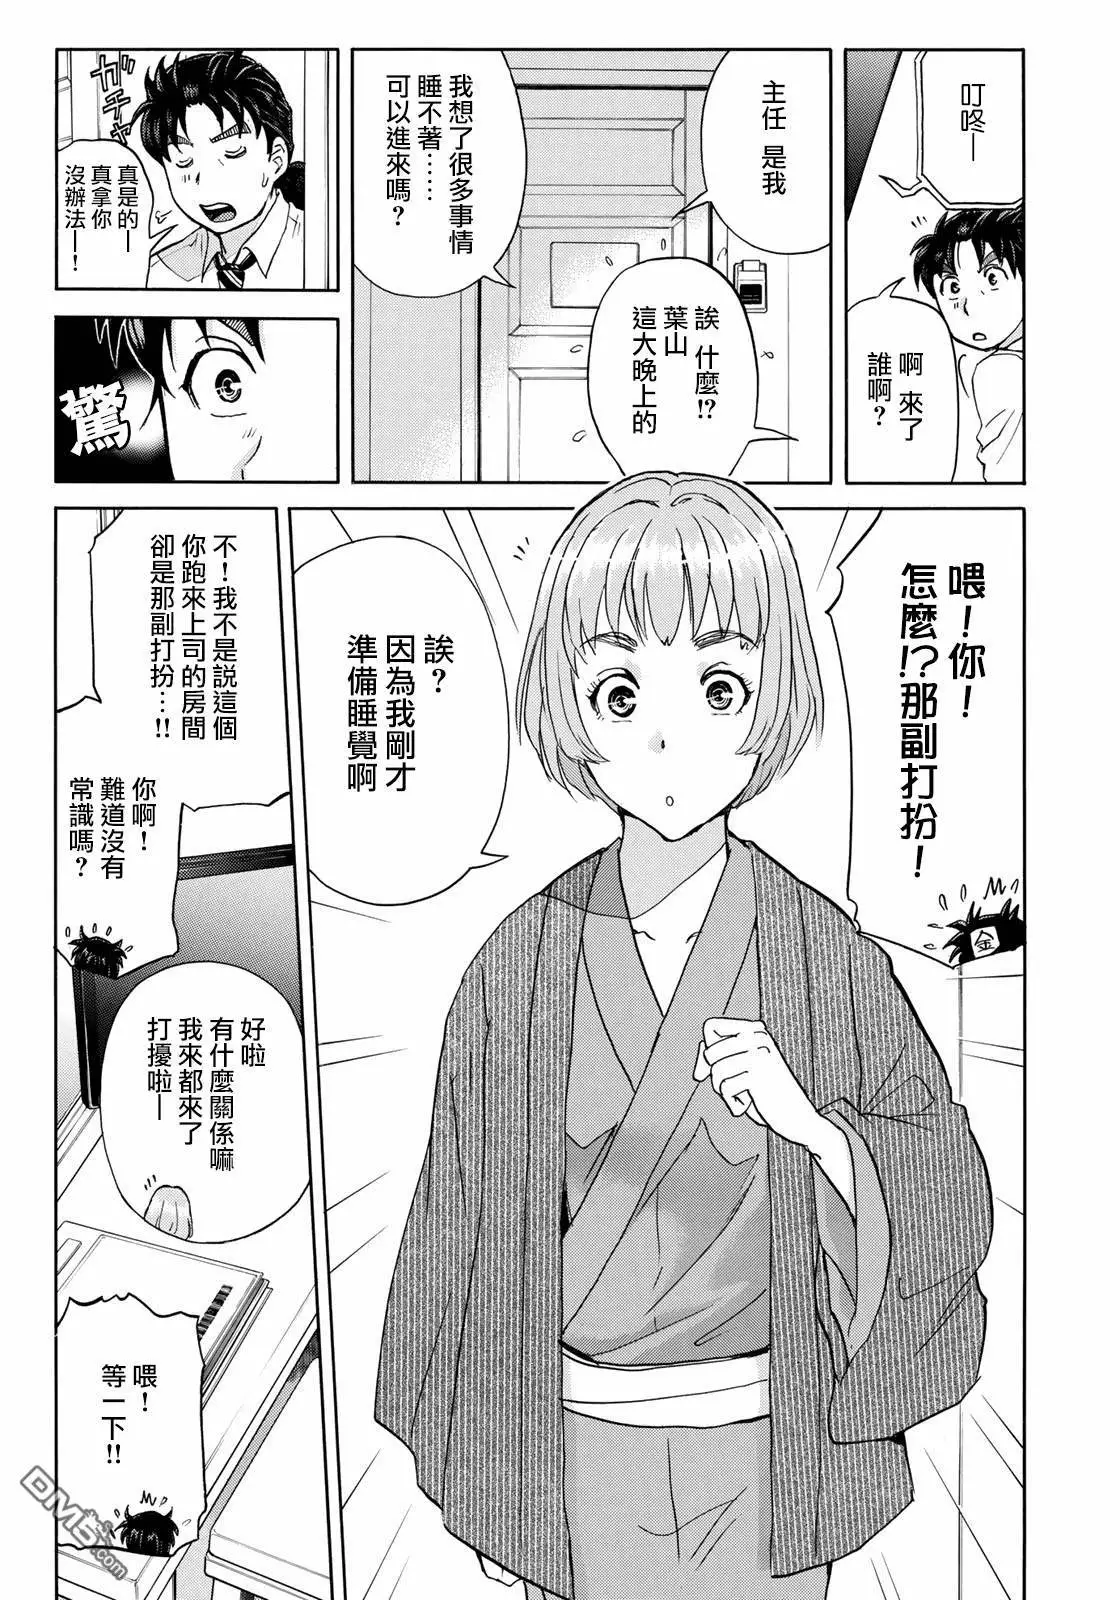 叮咚—
啊 來了
誰啊？
主任 是我
誒 什麼!?
葉山
這大晚上的
我想了很多事情
睡不著……
可以進來嗎？
ガチャ
真是的—
真拿你
沒辦法—！
驚
喂！你！
怎麼!?那副打扮！
金
誒？
因為我剛才
準備睡覺啊
不！我不是說這個
你跑來上司的房間
卻是那副打扮…!!
你啊！
難道沒有
常識嗎？
好啦
有什麼關係嘛
我來都來了
打擾啦—
喂！
等一下!!
DM5.com